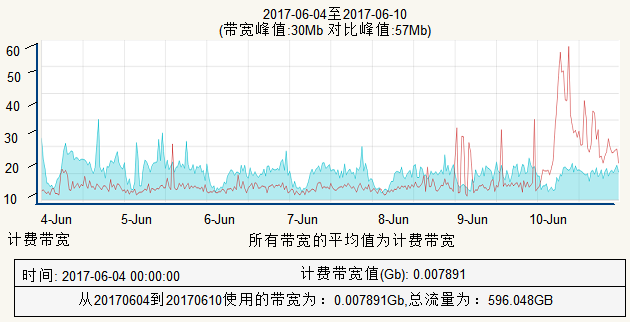 2017-06-04至2017-06-10
(带宽峰值:30Mb 对比峰值:57Mb)
60
50
40
30
20
10
4-Jun 5-Jun 6-Jun 7-Jun 8-Jun 9-Jun 10-Jun
计费带宽 所有带宽的平均值为计费带宽
时间: 2017-06-04 00:00:00 计费带宽值(Gb): 0.007891
从20170604到20170610使用的带宽为：0.007891Gb,总流量为：596.048GB